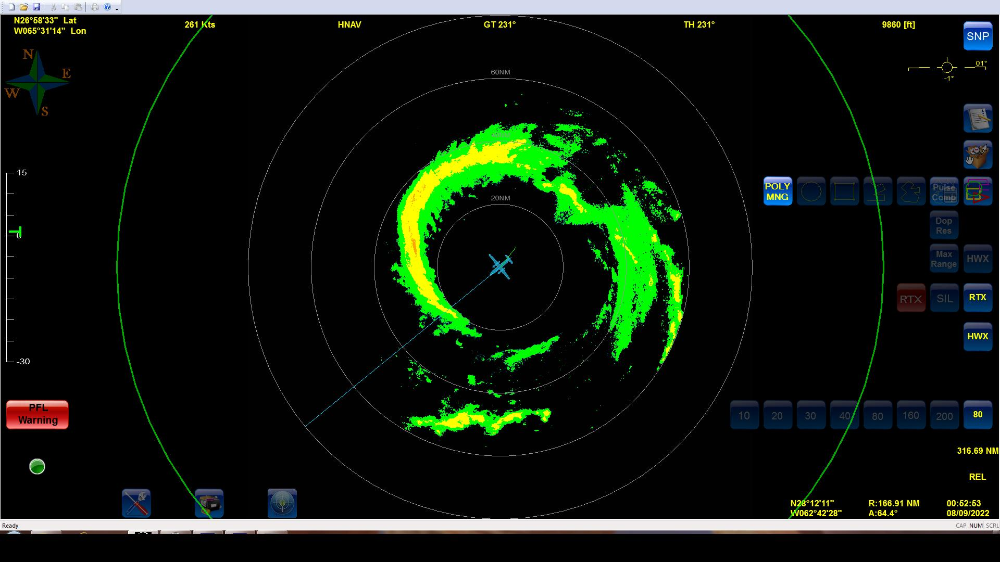 N26°58'33" Lat
W065°31'14" Lon
261 Kts
HNAV
GT 231°
TH 231°
9860 [ft]
SNP
N
E
W
S
01°
-1°
60NM
20NM
15
0
-30
POLY
MNG
Pulse
Comp
Dop
Res
Max
Range
HWX
RTX
SIL
RTX
HWX
PFL
Warning
10
20
30
40
80
160
200
80
316.69 NM
REL
N28°12'11"
R:166.91 NM
00:52:53
W062°42'28"
A:64.4°
08/09/2022
Ready
CAP
NUM
SCRL